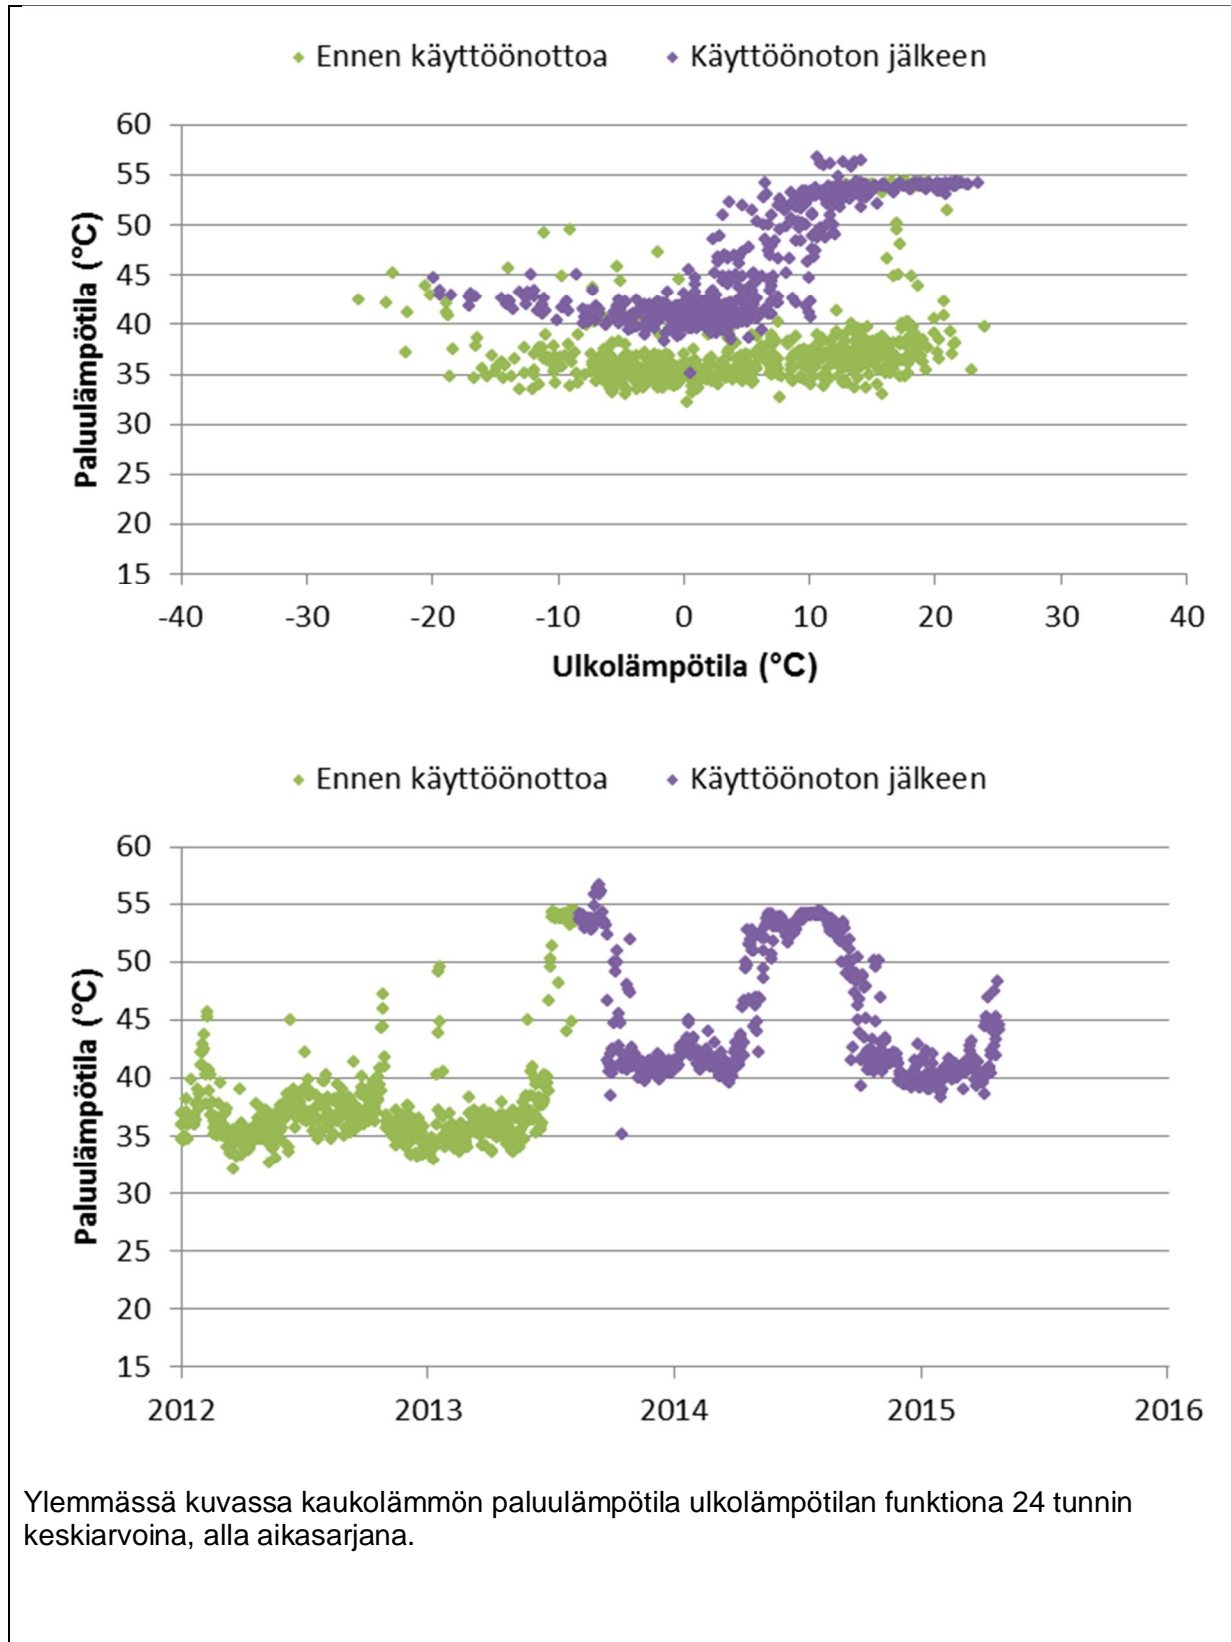 Ennen käyttöönottoa Käyttöönoton jälkeen
60
55
50
45
40
35
30
25
20
15
Paluulämpötila (°C)
-40 -30 -20 -10 0 10 20 30 40
Ulkolämpötila (°C)
Ennen käyttöönottoa Käyttöönoton jälkeen
60
55
50
45
40
35
30
25
20
15
Paluulämpötila (°C)
2012 2013 2014 2015 2016
Ylemmässä kuvassa kaukolämmön paluulämpötila ulkolämpötilan funktiona 24 tunnin
keskiarvoina, alla aikasarjana.